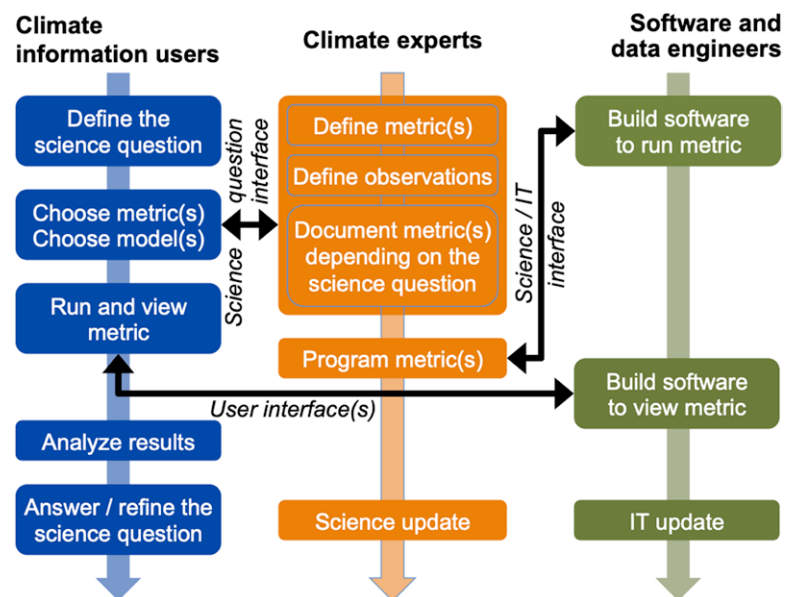 Climate
information users
Define the
science question
Choose metric(s)
Choose model(s)
Run and view
metric
Analyze results
Answer / refine the
science question
Science
question
interface
Climate experts
Define metric(s)
Define observations
Document metric(s)
depending on the
science question
Program metric(s)
Science update
Science / IT
interface
User interface(s)
Software and
data engineers
Build software
to run metric
Build software
to view metric
IT update